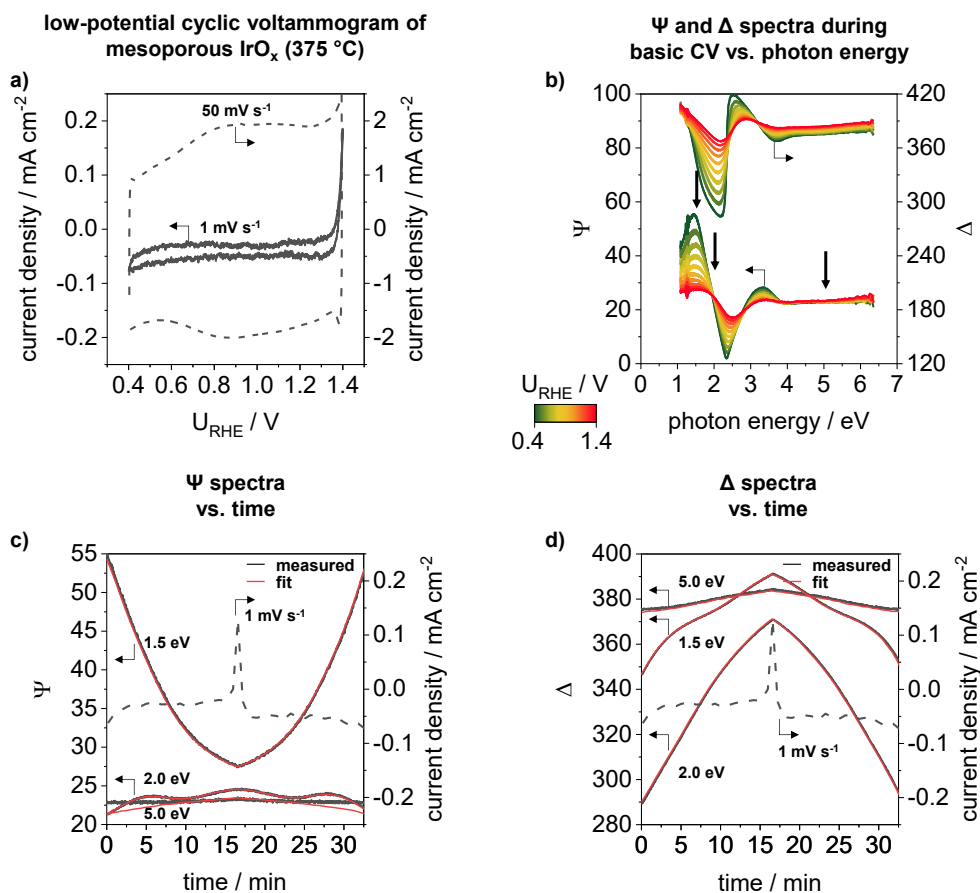 low-potential cyclic voltammogram of
mesoporous IrOₓ (375 °C)
Ψ and Δ spectra during
basic CV vs. photon energy
a)
50 mV s⁻¹
1 mV s⁻¹
current density / mA cm⁻²
0.2
0.1
0.0
-0.1
-0.2
2
1
0
-1
-2
current density / mA cm⁻²
0.4 0.6 0.8 1.0 1.2 1.4
U_RHE / V
b)
Ψ
100
80
60
40
20
0
420
360
300
240
180
120
Δ
0 1 2 3 4 5 6 7
photon energy / eV
U_RHE / V
0.4 1.4
Ψ spectra
vs. time
c)
measured
fit
1 mV s⁻¹
1.5 eV
2.0 eV
5.0 eV
Ψ
55
50
45
40
35
30
25
20
0.2
0.1
0.0
-0.1
-0.2
current density / mA cm⁻²
0 5 10 15 20 25 30
time / min
Δ spectra
vs. time
d)
measured
fit
5.0 eV
1.5 eV
1 mV s⁻¹
2.0 eV
Δ
400
380
360
340
320
300
280
0.2
0.1
0.0
-0.1
-0.2
current density / mA cm⁻²
0 5 10 15 20 25 30
time / min